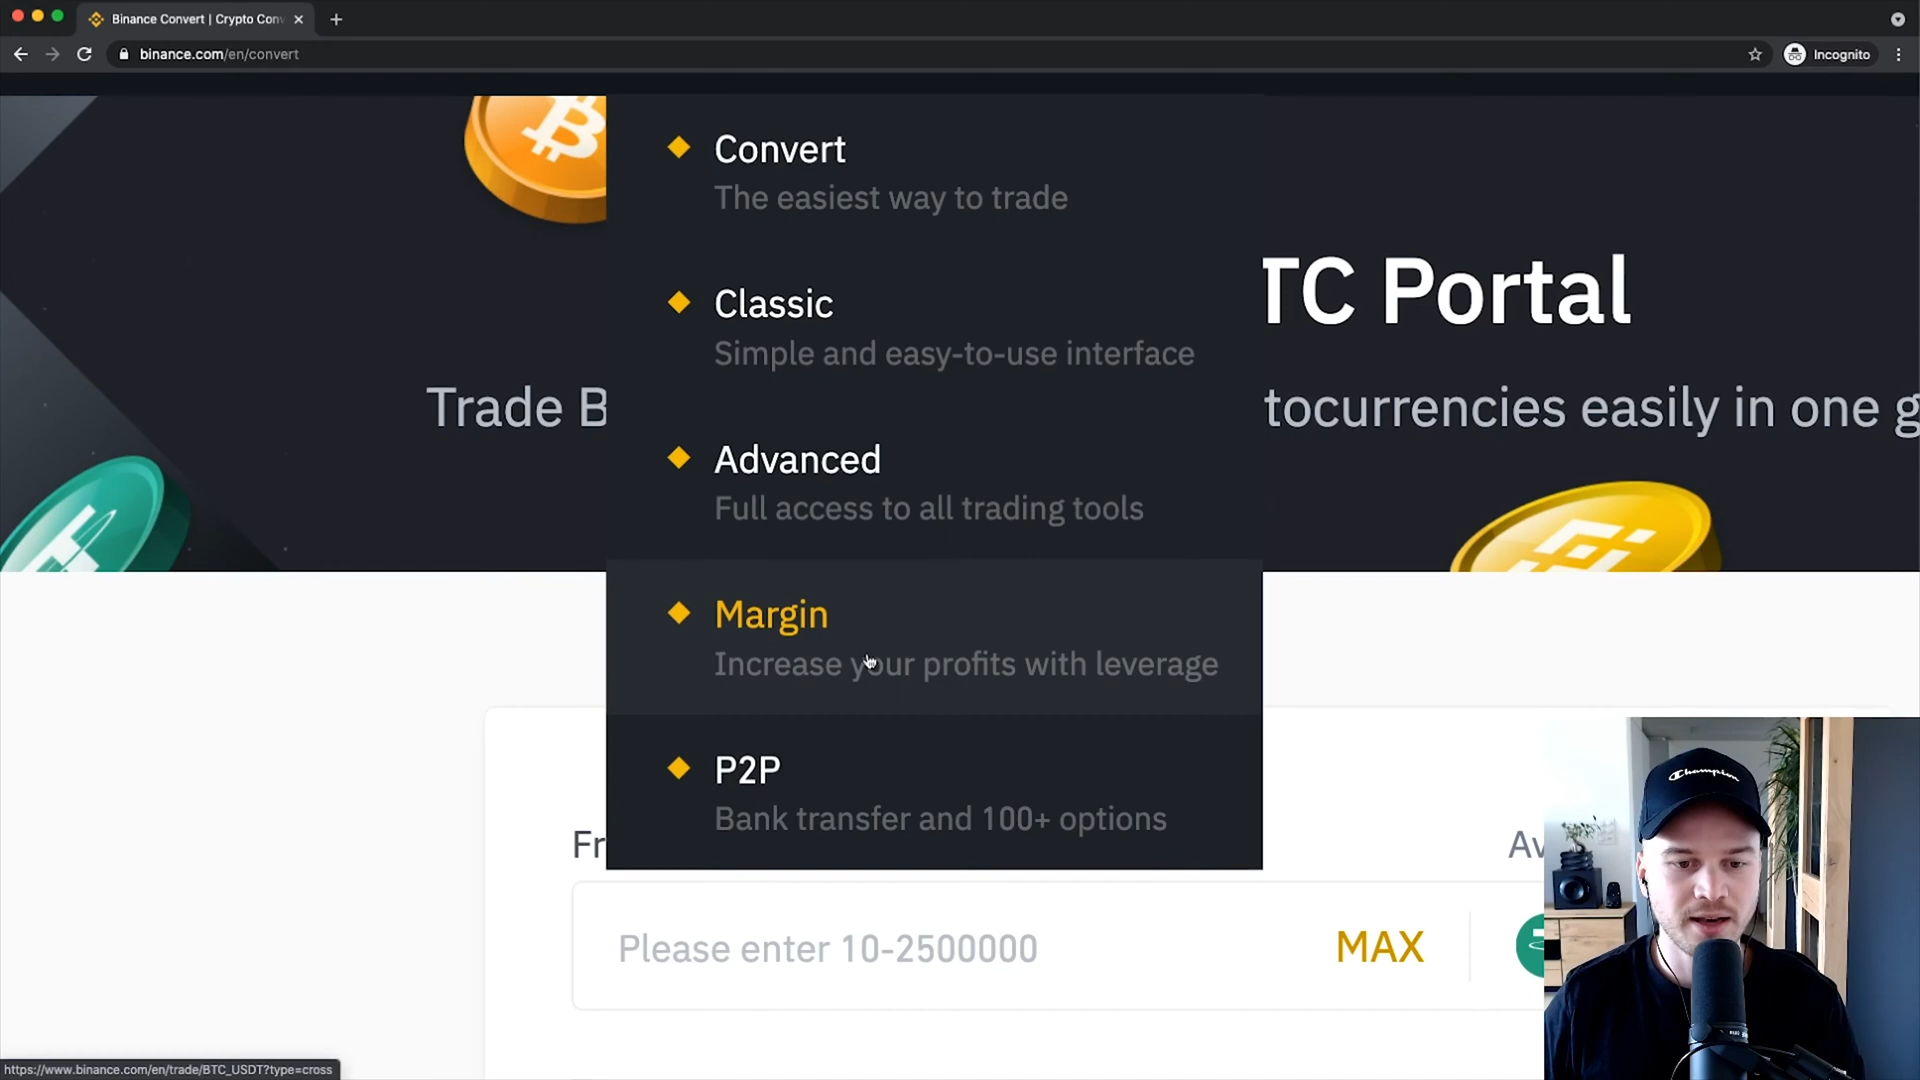 Binance Convert | Crypto Conv
binance.com/en/convert
Incognito
Convert
The easiest way to trade
TC Portal
Classic
Simple and easy-to-use interface
Trade B
tocurrencies easily in one g
Advanced
Full access to all trading tools
Margin
Increase your profits with leverage
P2P
Bank transfer and 100+ options
Fr
Av
Please enter 10-2500000
MAX
Champion
https://www.binance.com/en/trade/BTC_USDT?type=cross